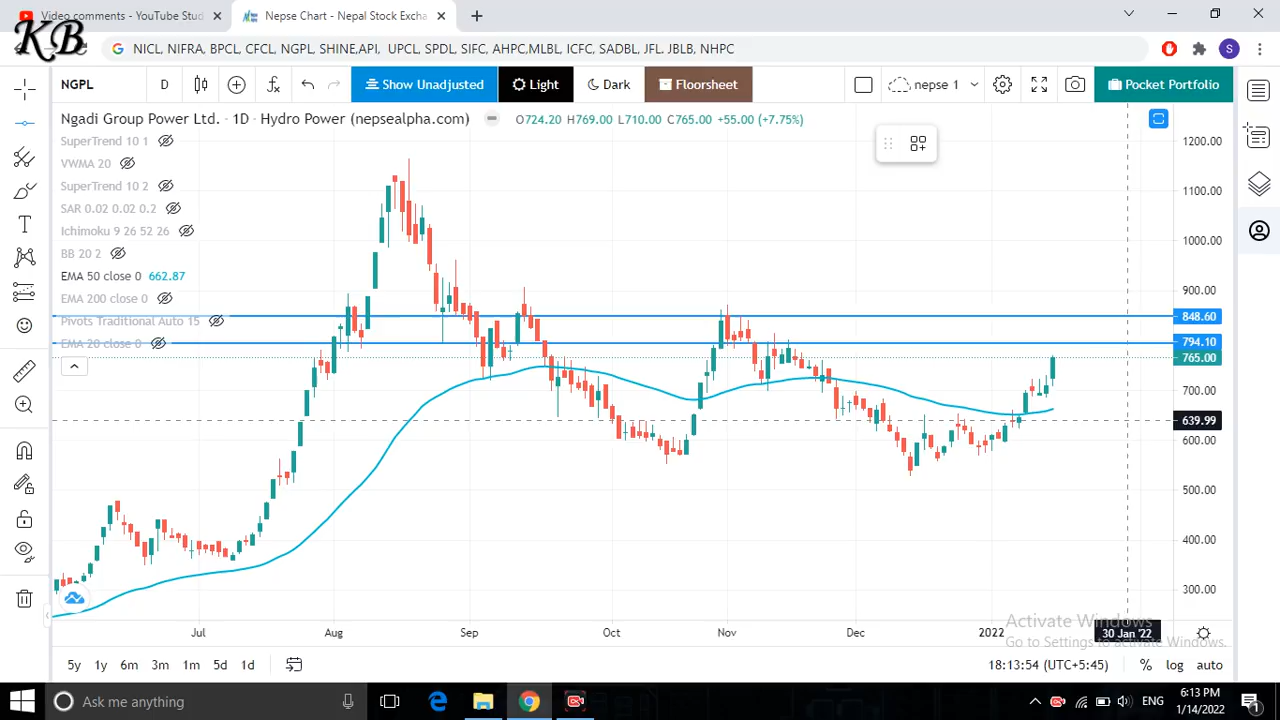 Video comments - YouTube Stud
Nepse Chart - Nepal Stock Excha
KB
NICL, NIFRA, BPCL, CFCL, NGPL, SHINE,API, UPCL, SPDL, SIFC, AHPC,MLBL, ICFC, SADBL, JFL, JBLB, NHPC
S
NGPL D Show Unadjusted Light Dark Floorsheet nepse 1 Pocket Portfolio
Ngadi Group Power Ltd. · 1D · Hydro Power (nepsealpha.com) O724.20 H769.00 L710.00 C765.00 +55.00 (+7.75%)
SuperTrend 10 1
VWMA 20
SuperTrend 10 2
SAR 0.02 0.02 0.2
Ichimoku 9 26 52 26
BB 20 2
EMA 50 close 0 662.87
EMA 200 close 0
Pivots Traditional Auto 15
EMA 20 close 0
1200.00
1100.00
1000.00
900.00
848.60
794.10
765.00
700.00
639.99
600.00
500.00
400.00
300.00
Jul Aug Sep Oct Nov Dec 2022 30 Jan '22
Activate Windows
Go to Settings to activate Windows.
5y 1y 6m 3m 1m 5d 1d 18:13:54 (UTC+5:45) % log auto
Ask me anything
ENG
6:13 PM
1/14/2022
1